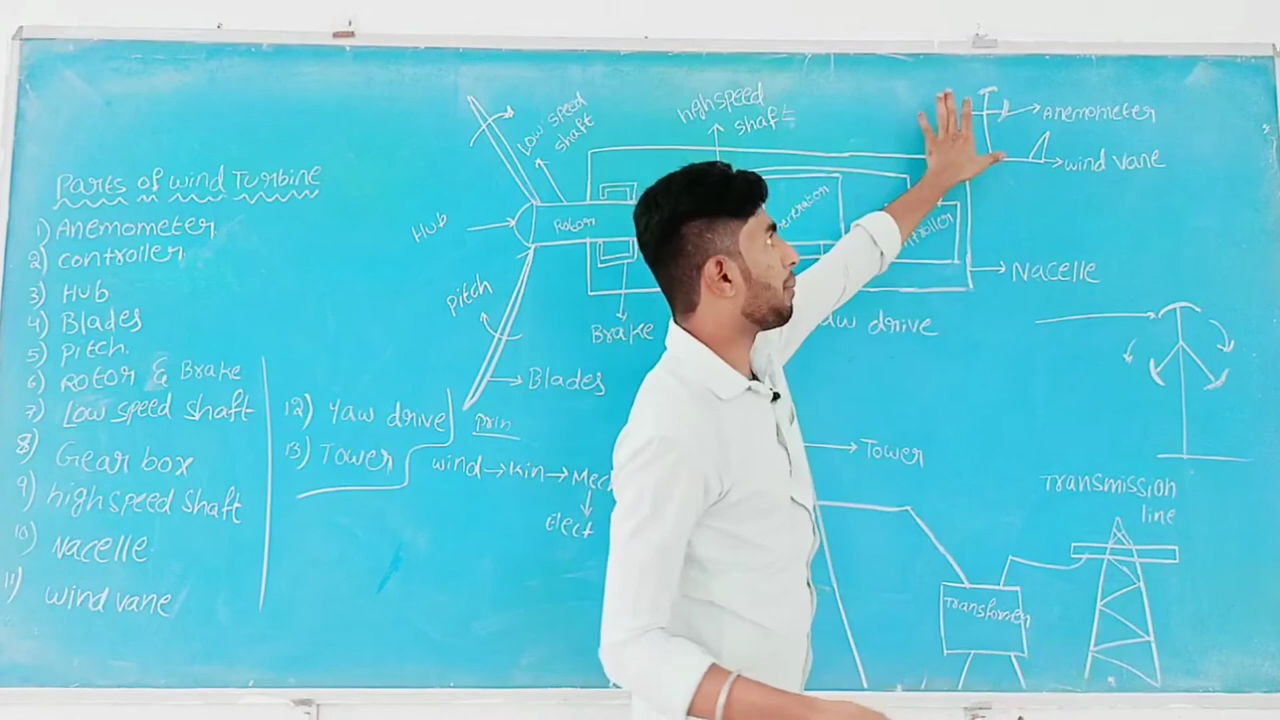 Parts of wind Turbine
1) Anemometer
2) controller
3) Hub
4) Blades
5) pitch.
6) Rotor & Brake
7) Low speed shaft
8) Gear box
9) high speed shaft
10) Nacelle
11) wind vane
12) Yaw drive
13) Tower
Low speed
shaft
high speed
shaft
Anemometer
wind vane
Hub
Rotor
Nacelle
pitch
Brake
drive
Blades
prin
wind→kin→Mech
Elect
Tower
Transmission
line
Transformer